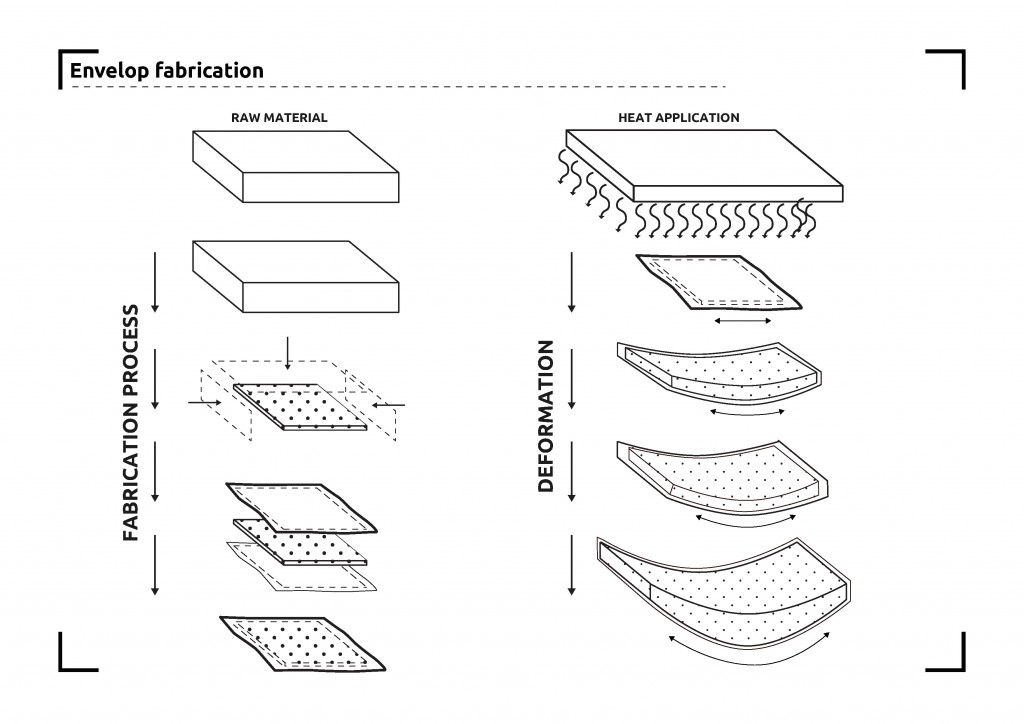 Envelop fabrication
RAW MATERIAL
HEAT APPLICATION
FABRICATION PROCESS
DEFORMATION